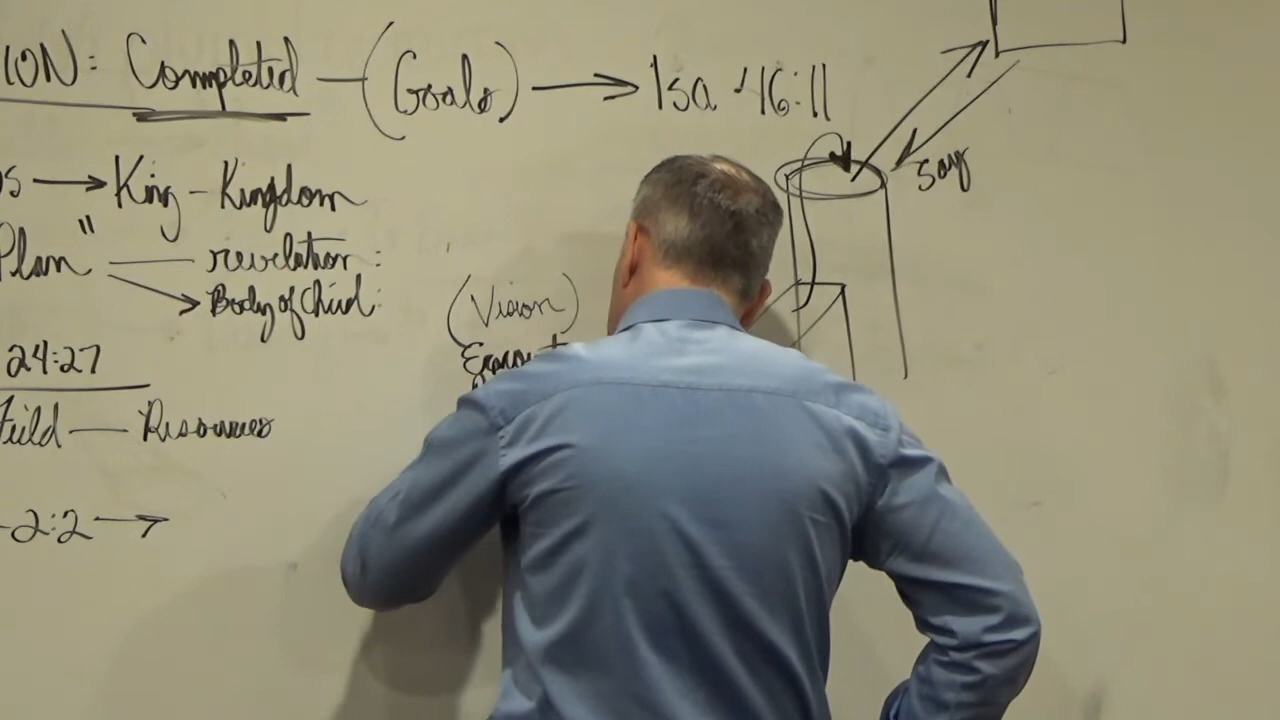 ION: Completed — (Goals) → Isa 46:11
os → King - Kingdom
Plan" — revelation:
→ Body of Christ:
(Vision)
24:27
Field — Resources
-2:2 →
say